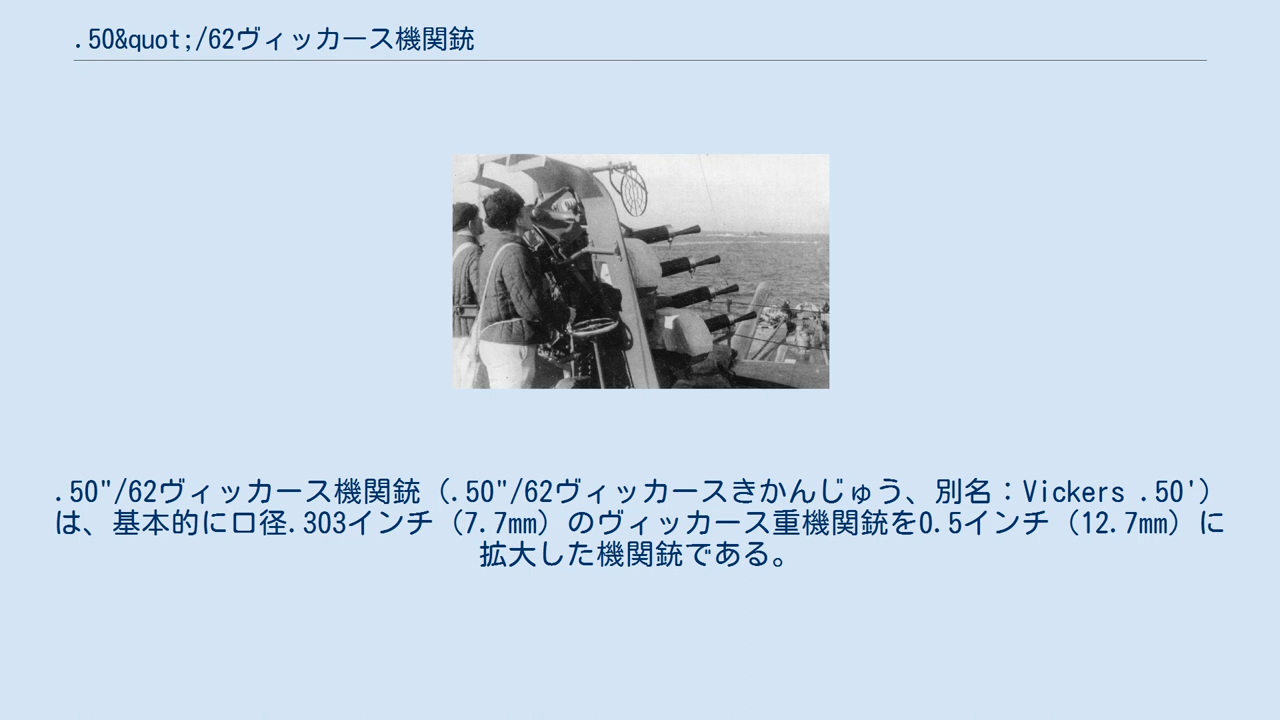 .50&quot;/62ヴィッカース機関銃
A
.50"/62ヴィッカース機関銃（.50"/62ヴィッカースきかんじゅう、別名：Vickers .50'）
は、基本的に口径.303インチ（7.7mm）のヴィッカース重機関銃を0.5インチ（12.7mm）に
拡大した機関銃である。